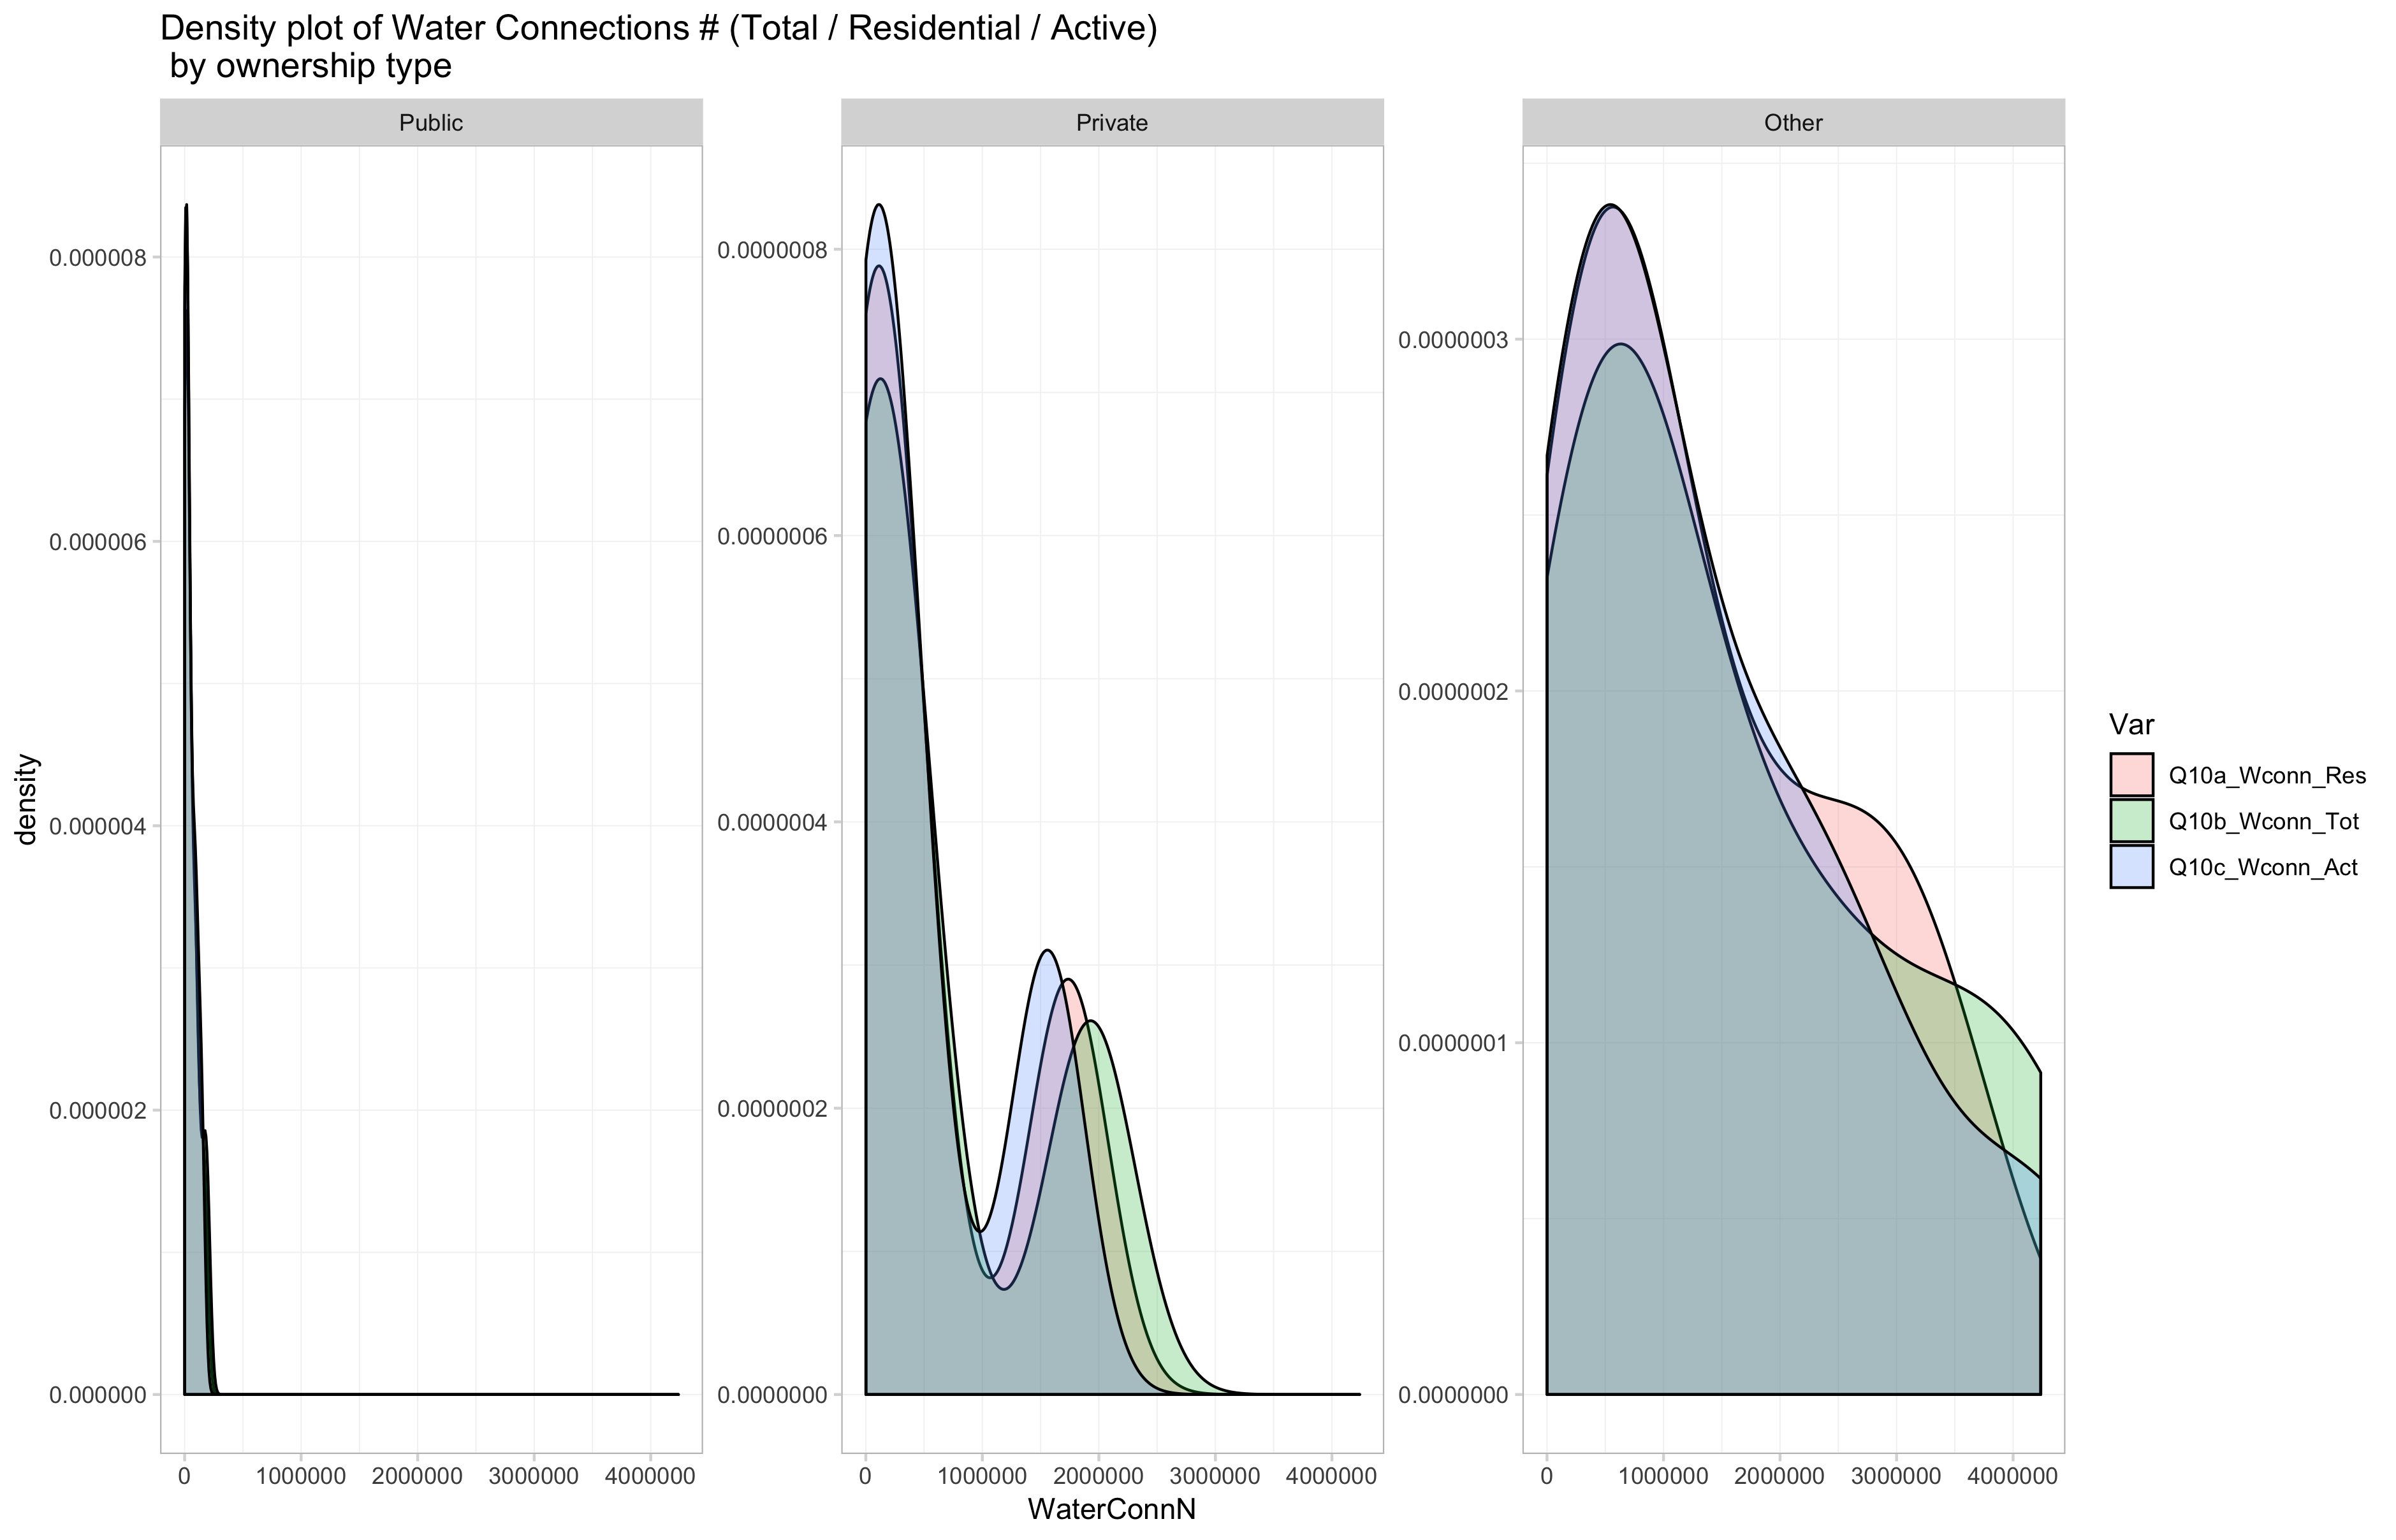 Density plot of Water Connections # (Total / Residential / Active)
by ownership type
Public
Private
Other
density
0.000008
0.000006
0.000004
0.000002
0.000000
0.0000008
0.0000006
0.0000004
0.0000002
0.0000000
0.0000003
0.0000002
0.0000001
0.0000000
0 1000000 2000000 3000000 4000000
0 1000000 2000000 3000000 4000000
0 1000000 2000000 3000000 4000000
WaterConnN
Var
Q10a_Wconn_Res
Q10b_Wconn_Tot
Q10c_Wconn_Act